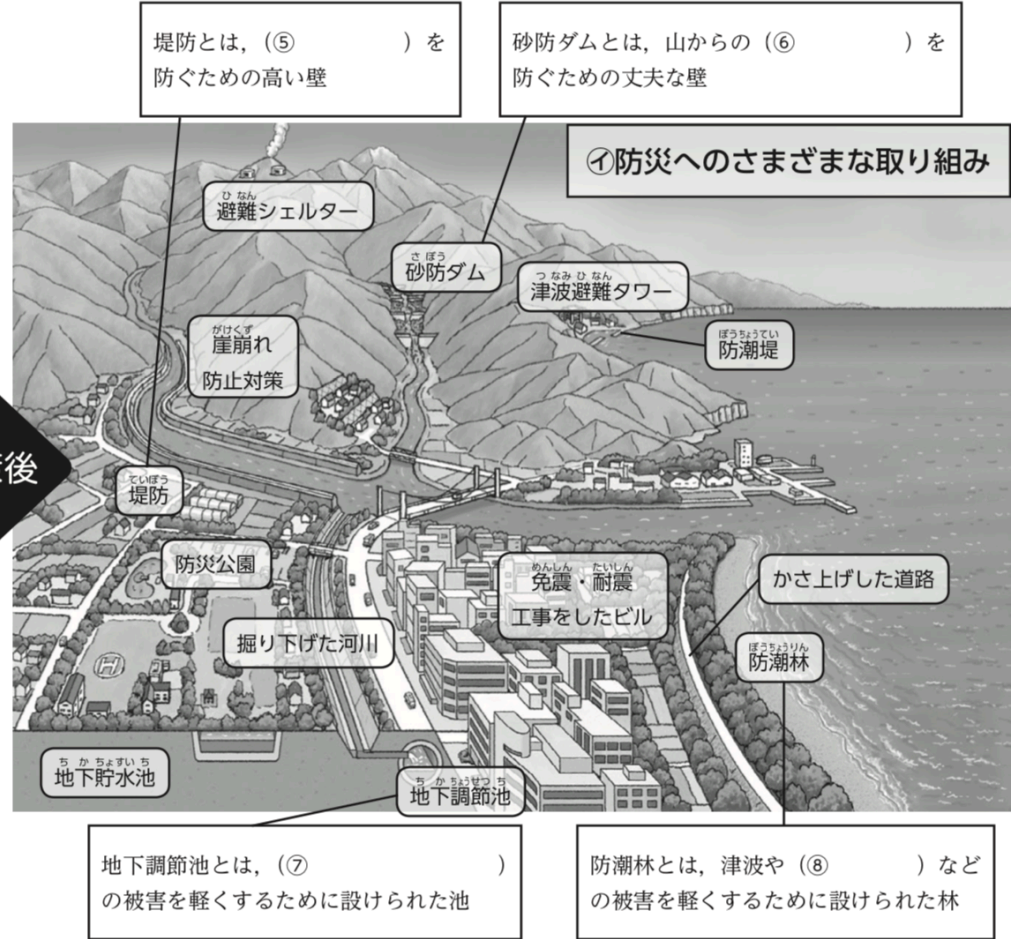 堤防とは,(⑤　　　　　)を
防ぐための高い壁
砂防ダムとは,山からの(⑥　　　　　)を
防ぐための丈夫な壁
㋑防災へのさまざまな取り組み
ひなん
避難シェルター
さぼう
砂防ダム
つなみひなん
津波避難タワー
ぼうちょうてい
防潮堤
がけくず
崖崩れ
防止対策
後
ていぼう
堤防
防災公園
めんしん　たいしん
免震・耐震
工事をしたビル
かさ上げした道路
掘り下げた河川
ぼうちょうりん
防潮林
H
ちかちょすいち
地下貯水池
ちかちょうせつち
地下調節池
地下調節池とは,(⑦　　　　　)
の被害を軽くするために設けられた池
防潮林とは,津波や(⑧　　　　　)など
の被害を軽くするために設けられた林